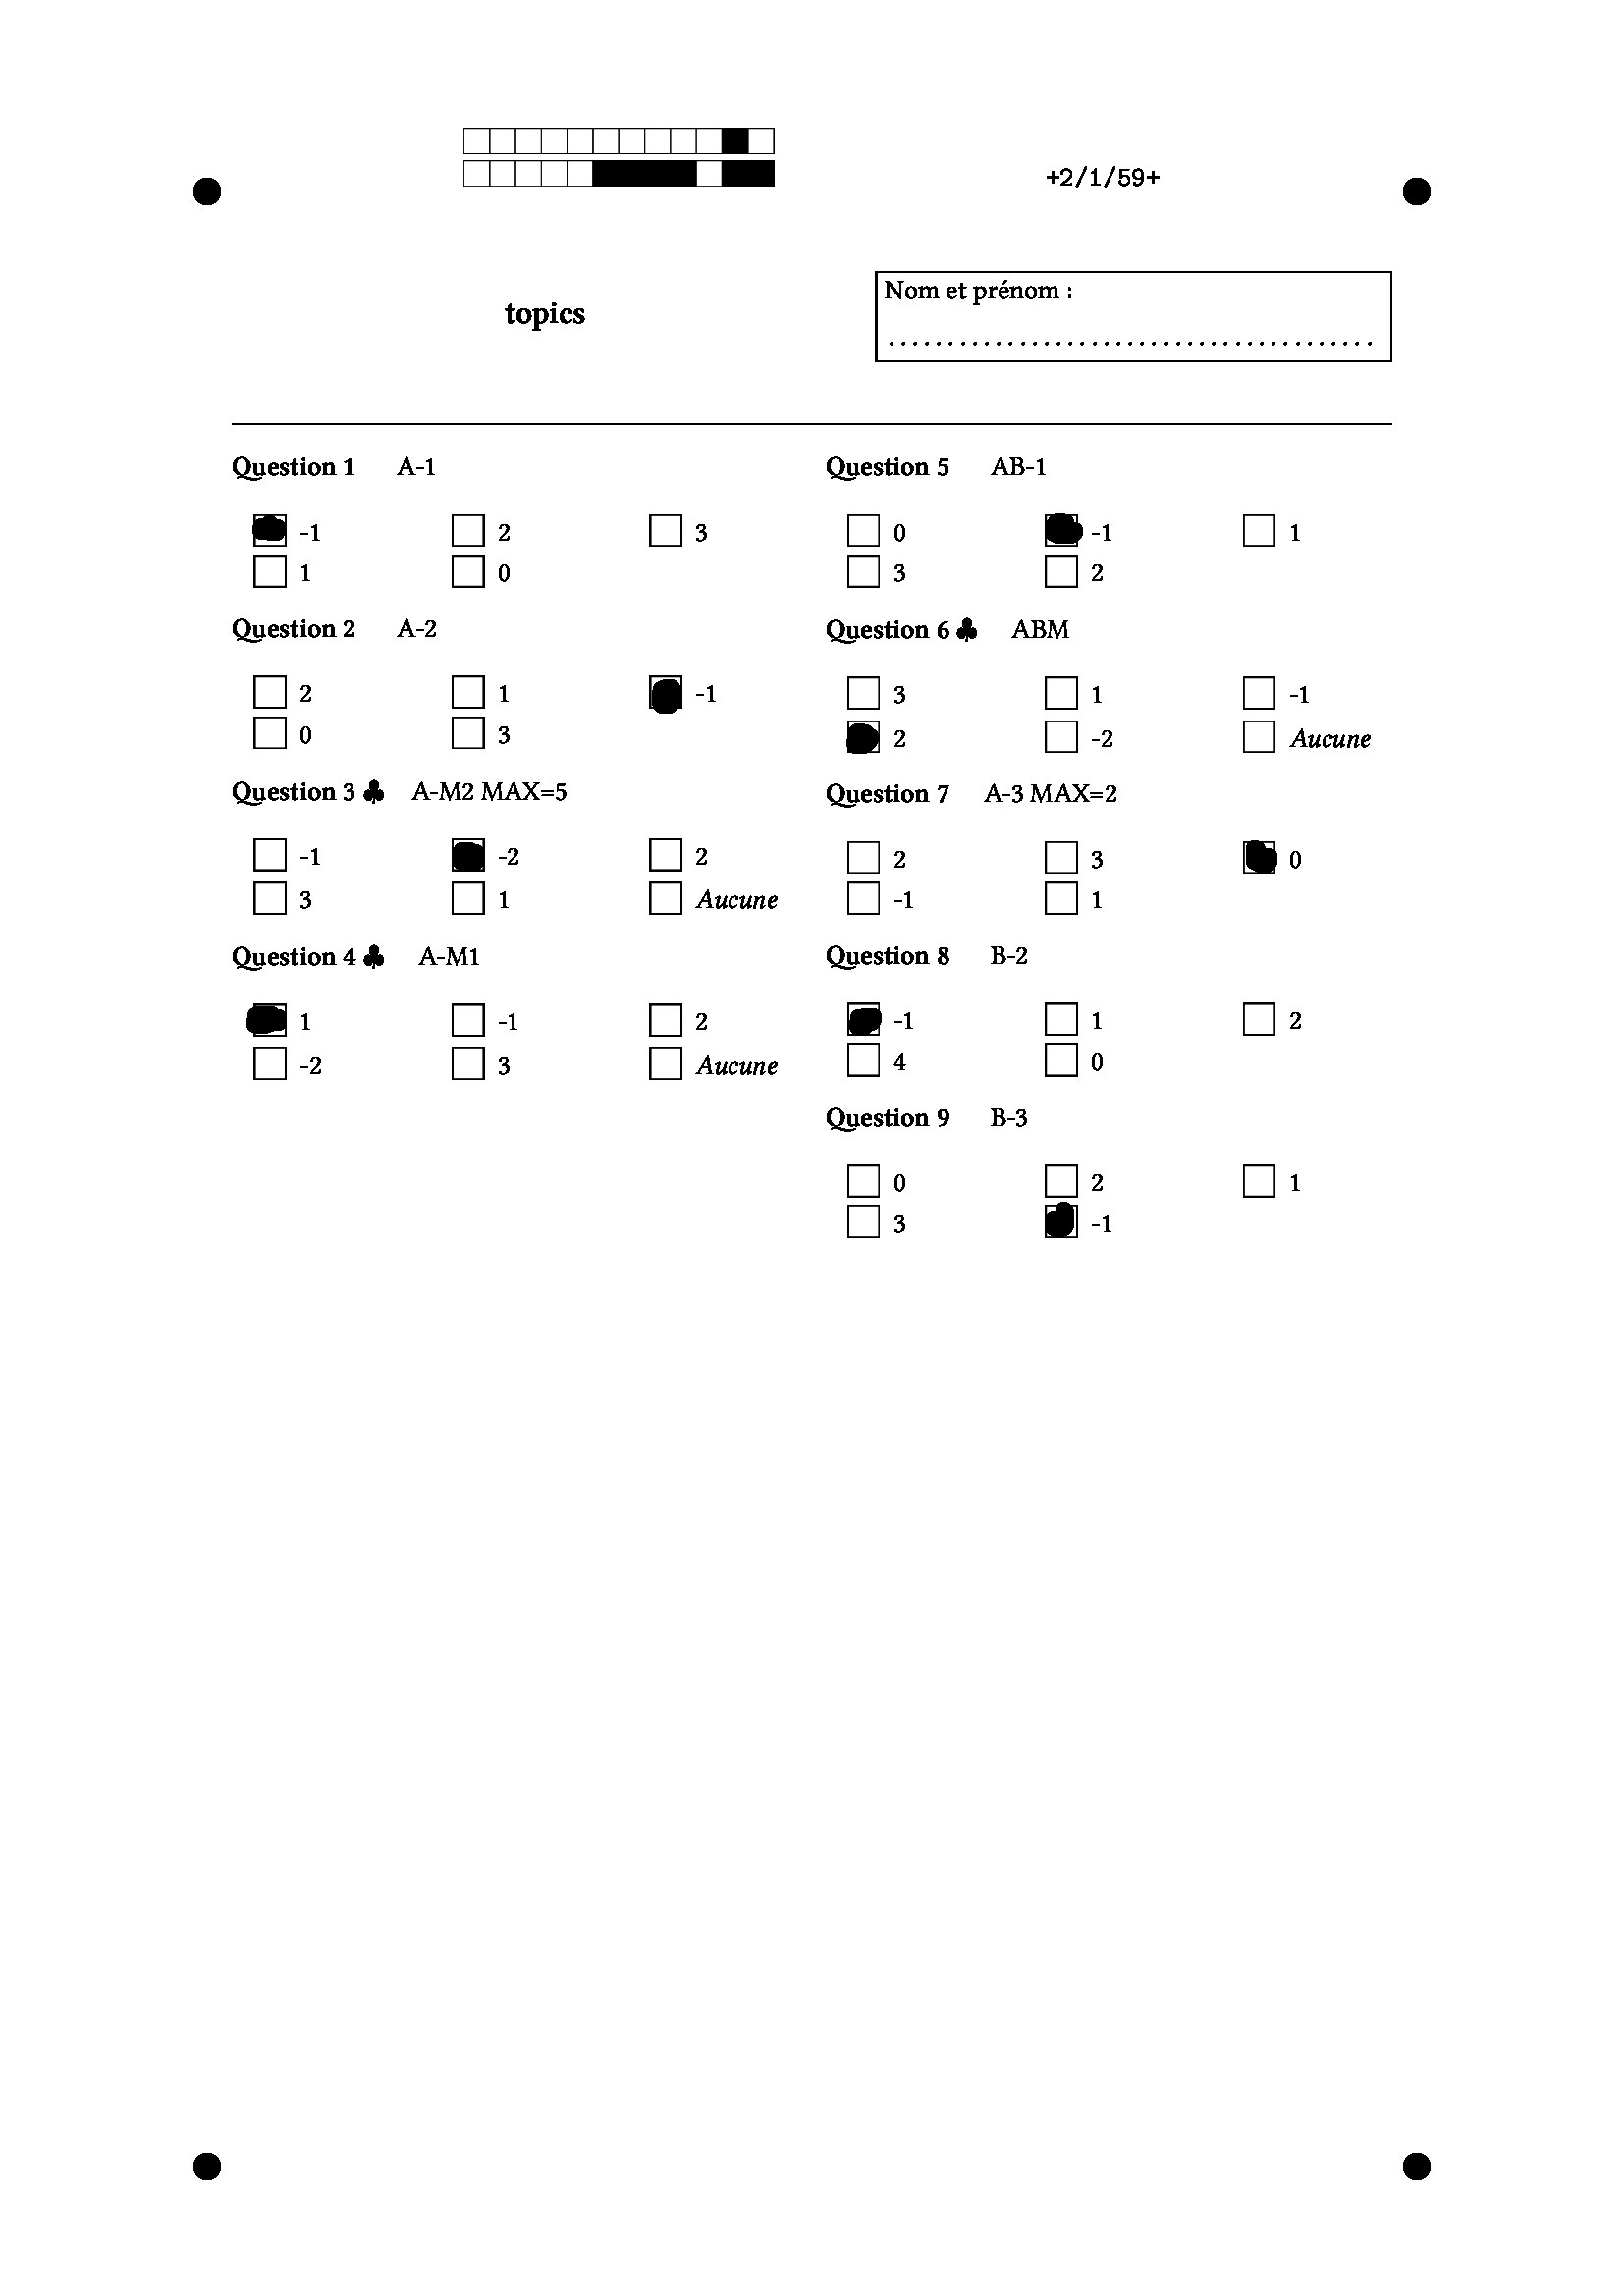 +2/1/59+
topics
Nom et prénom :
........................................
Question 1 A-1
-1 2 3
1 0
Question 2 A-2
2 1 -1
0 3
Question 3 ♣ A-M2 MAX=5
-1 -2 2
3 1 Aucune
Question 4 ♣ A-M1
1 -1 2
-2 3 Aucune
Question 5 AB-1
0 -1 1
3 2
Question 6 ♣ ABM
3 1 -1
2 -2 Aucune
Question 7 A-3 MAX=2
2 3 0
-1 1
Question 8 B-2
-1 1 2
4 0
Question 9 B-3
0 2 1
3 -1